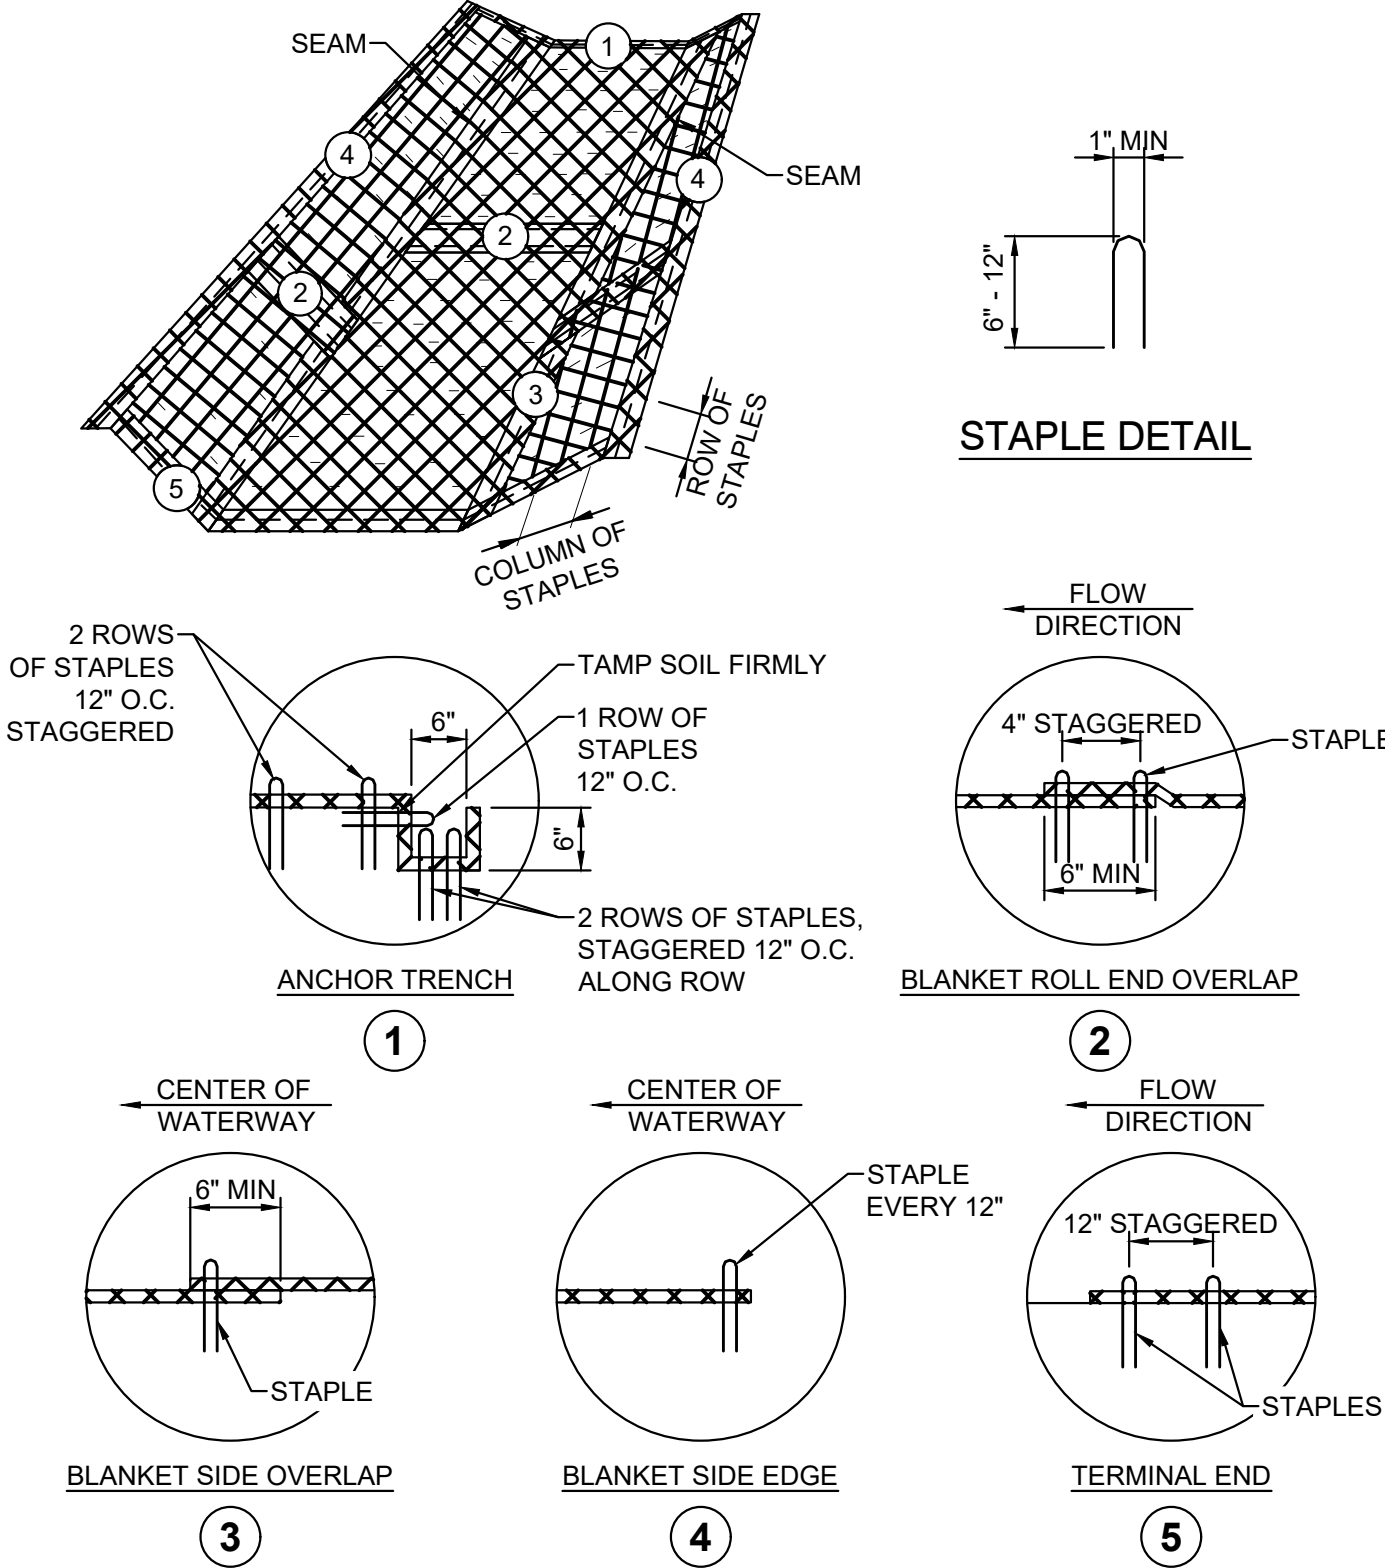 SEAM
1
4
SEAM
4
2
2
3
5
ROW OF
STAPLES
COLUMN OF
STAPLES
1" MIN
6" - 12"
STAPLE DETAIL
2 ROWS
OF STAPLES
12" O.C.
STAGGERED
TAMP SOIL FIRMLY
6"
1 ROW OF
STAPLES
12" O.C.
6"
2 ROWS OF STAPLES,
STAGGERED 12" O.C.
ALONG ROW
ANCHOR TRENCH
1
FLOW
DIRECTION
4" STAGGERED
STAPLE
6" MIN
BLANKET ROLL END OVERLAP
2
CENTER OF
WATERWAY
6" MIN
STAPLE
BLANKET SIDE OVERLAP
3
CENTER OF
WATERWAY
STAPLE
EVERY 12"
BLANKET SIDE EDGE
4
FLOW
DIRECTION
12" STAGGERED
STAPLES
TERMINAL END
5